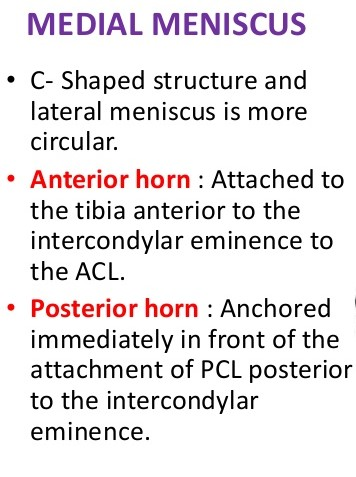 MEDIAL MENISCUS
• C- Shaped structure and
lateral meniscus is more
circular.
• Anterior horn : Attached to
the tibia anterior to the
intercondylar eminence to
the ACL.
• Posterior horn : Anchored
immediately in front of the
attachment of PCL posterior
to the intercondylar
eminence.